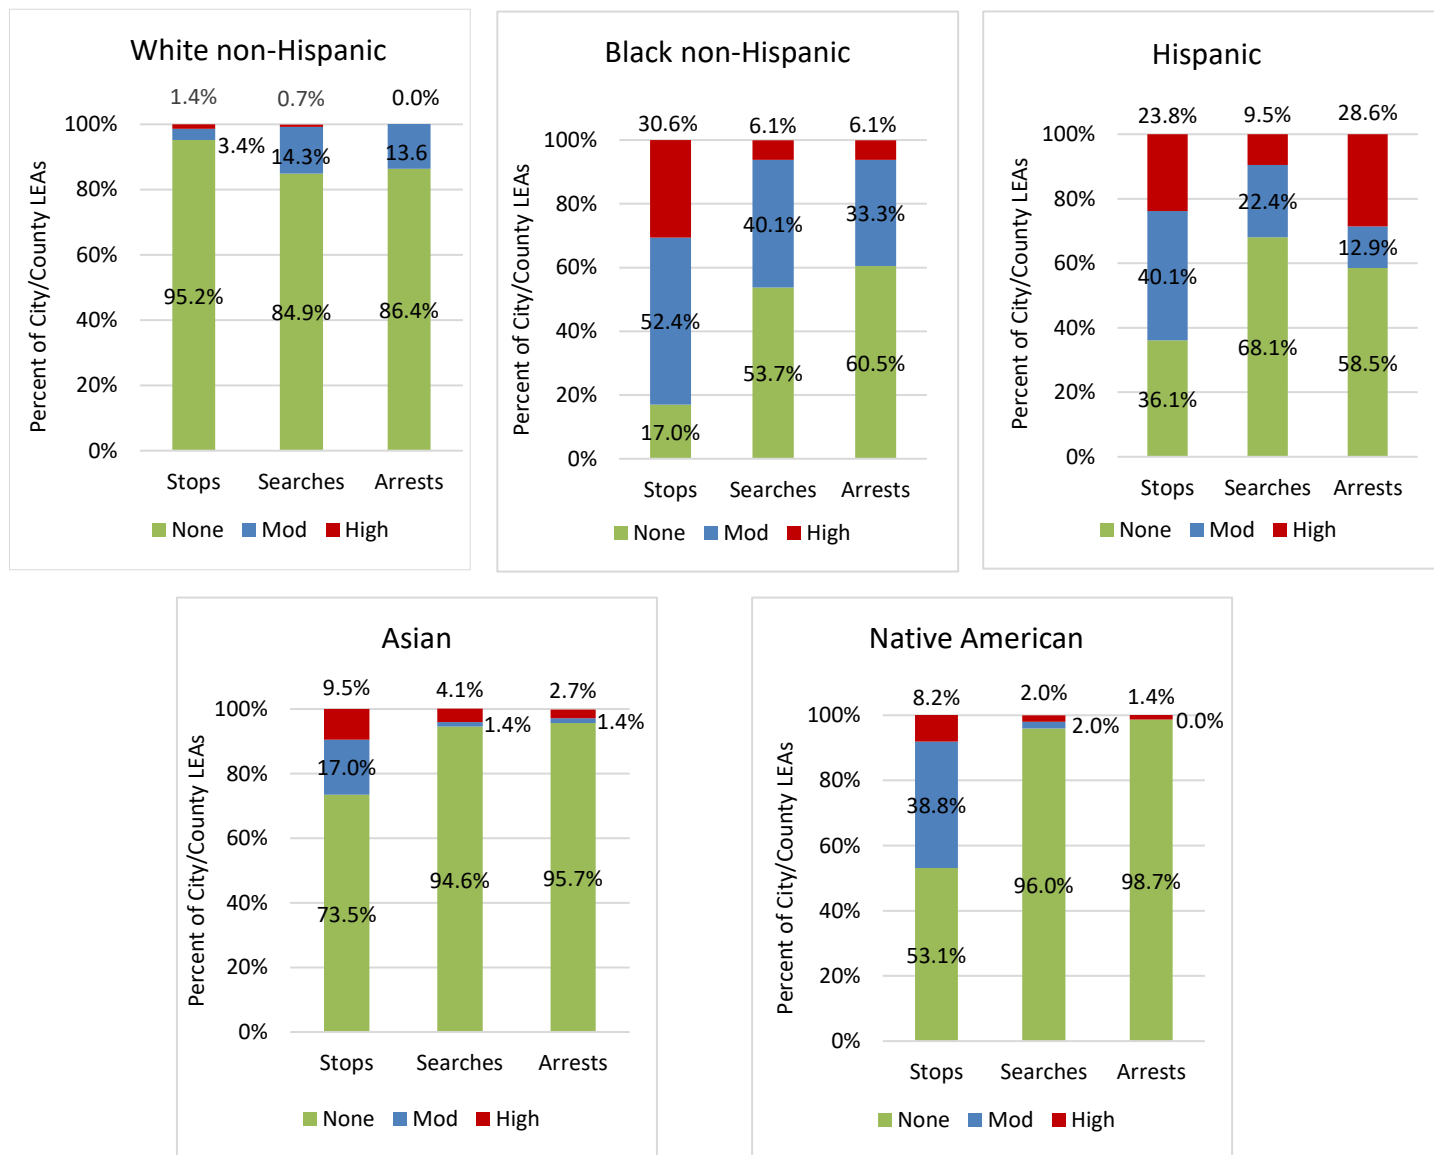 White non-Hispanic
1.4% 0.7% 0.0%
100%
3.4% 14.3% 13.6
80%
60%
95.2% 84.9% 86.4%
40%
20%
0%
Percent of City/County LEAs
Stops Searches Arrests
None Mod High
Black non-Hispanic
30.6% 6.1% 6.1%
100%
80%
40.1% 33.3%
60%
52.4%
40%
53.7% 60.5%
20%
17.0%
0%
Percent of City/County LEAs
Stops Searches Arrests
None Mod High
Hispanic
23.8% 9.5% 28.6%
100%
80%
22.4%
12.9%
60%
40.1%
40%
68.1% 58.5%
20%
36.1%
0%
Percent of City/County LEAs
Stops Searches Arrests
None Mod High
Asian
9.5% 4.1% 2.7%
100%
1.4% 1.4%
80%
17.0%
60%
94.6% 95.7%
40%
73.5%
20%
0%
Percent of City/County LEAs
Stops Searches Arrests
None Mod High
Native American
8.2% 2.0% 1.4%
100%
2.0% 0.0%
80%
38.8%
60%
96.0% 98.7%
40%
53.1%
20%
0%
Percent of City/County LEAs
Stops Searches Arrests
None Mod High